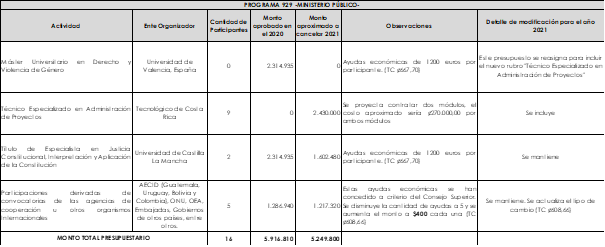 PROGRAMA 929 -MINISTERIO PÚBLICO-
Actividad
Ente Organizador
Cantidad de
Participantes
Monto
aprobado en
el 2020
Monto
aproximado a
cancelar 2021
Observaciones
Detalle de modificación para el año
2021
Máster Universitario en Derecho y
Violencia de Género
Universidad de
Valencia, España
0
2.314.935
0
Ayudas económicas de 1200 euros por
participante. (TC ¢667,70)
Este presupuesto se reasigna para incluir
el nuevo rubro "Técnico Especializado en
Administración de Proyectos"
Técnico Especializado en Administración
de Proyectos
Tecnológico de Costa
Rica
9
0
2.430.000
Se proyecta contratar dos módulos, el
costo aproximado sería ¢270.000,00 por
ambos módulos
Se incluye
Título de Especialista en Justicia
Constitucional, Interpretación y Aplicación
de la Constitución
Universidad de Castilla
La Mancha
2
2.314.935
1.602.480
Ayudas económicas de 1200 euros por
participante. (TC ¢667,70)
Se mantiene
Participaciones derivadas de
convocatorias de las agencias de
cooperación u otros organismos
internacionales
AECID (Guatemala,
Uruguay, Bolivia y
Colombia), ONU, OEA,
Embajadas, Gobiernos
de otros países, entre
otros.
5
1.286.940
1.217.320
Estas ayudas económicas se han
concedido a criterio del Consejo Superior.
Se disminuye la cantidad de ayudas a 5 y se
aumenta el monto a $400 cada una (TC
¢608,66)
Se mantiene. Se actualiza el tipo de
cambio (TC ¢608,66)
MONTO TOTAL PRESUPUESTARIO
16
5.916.810
5.249.800